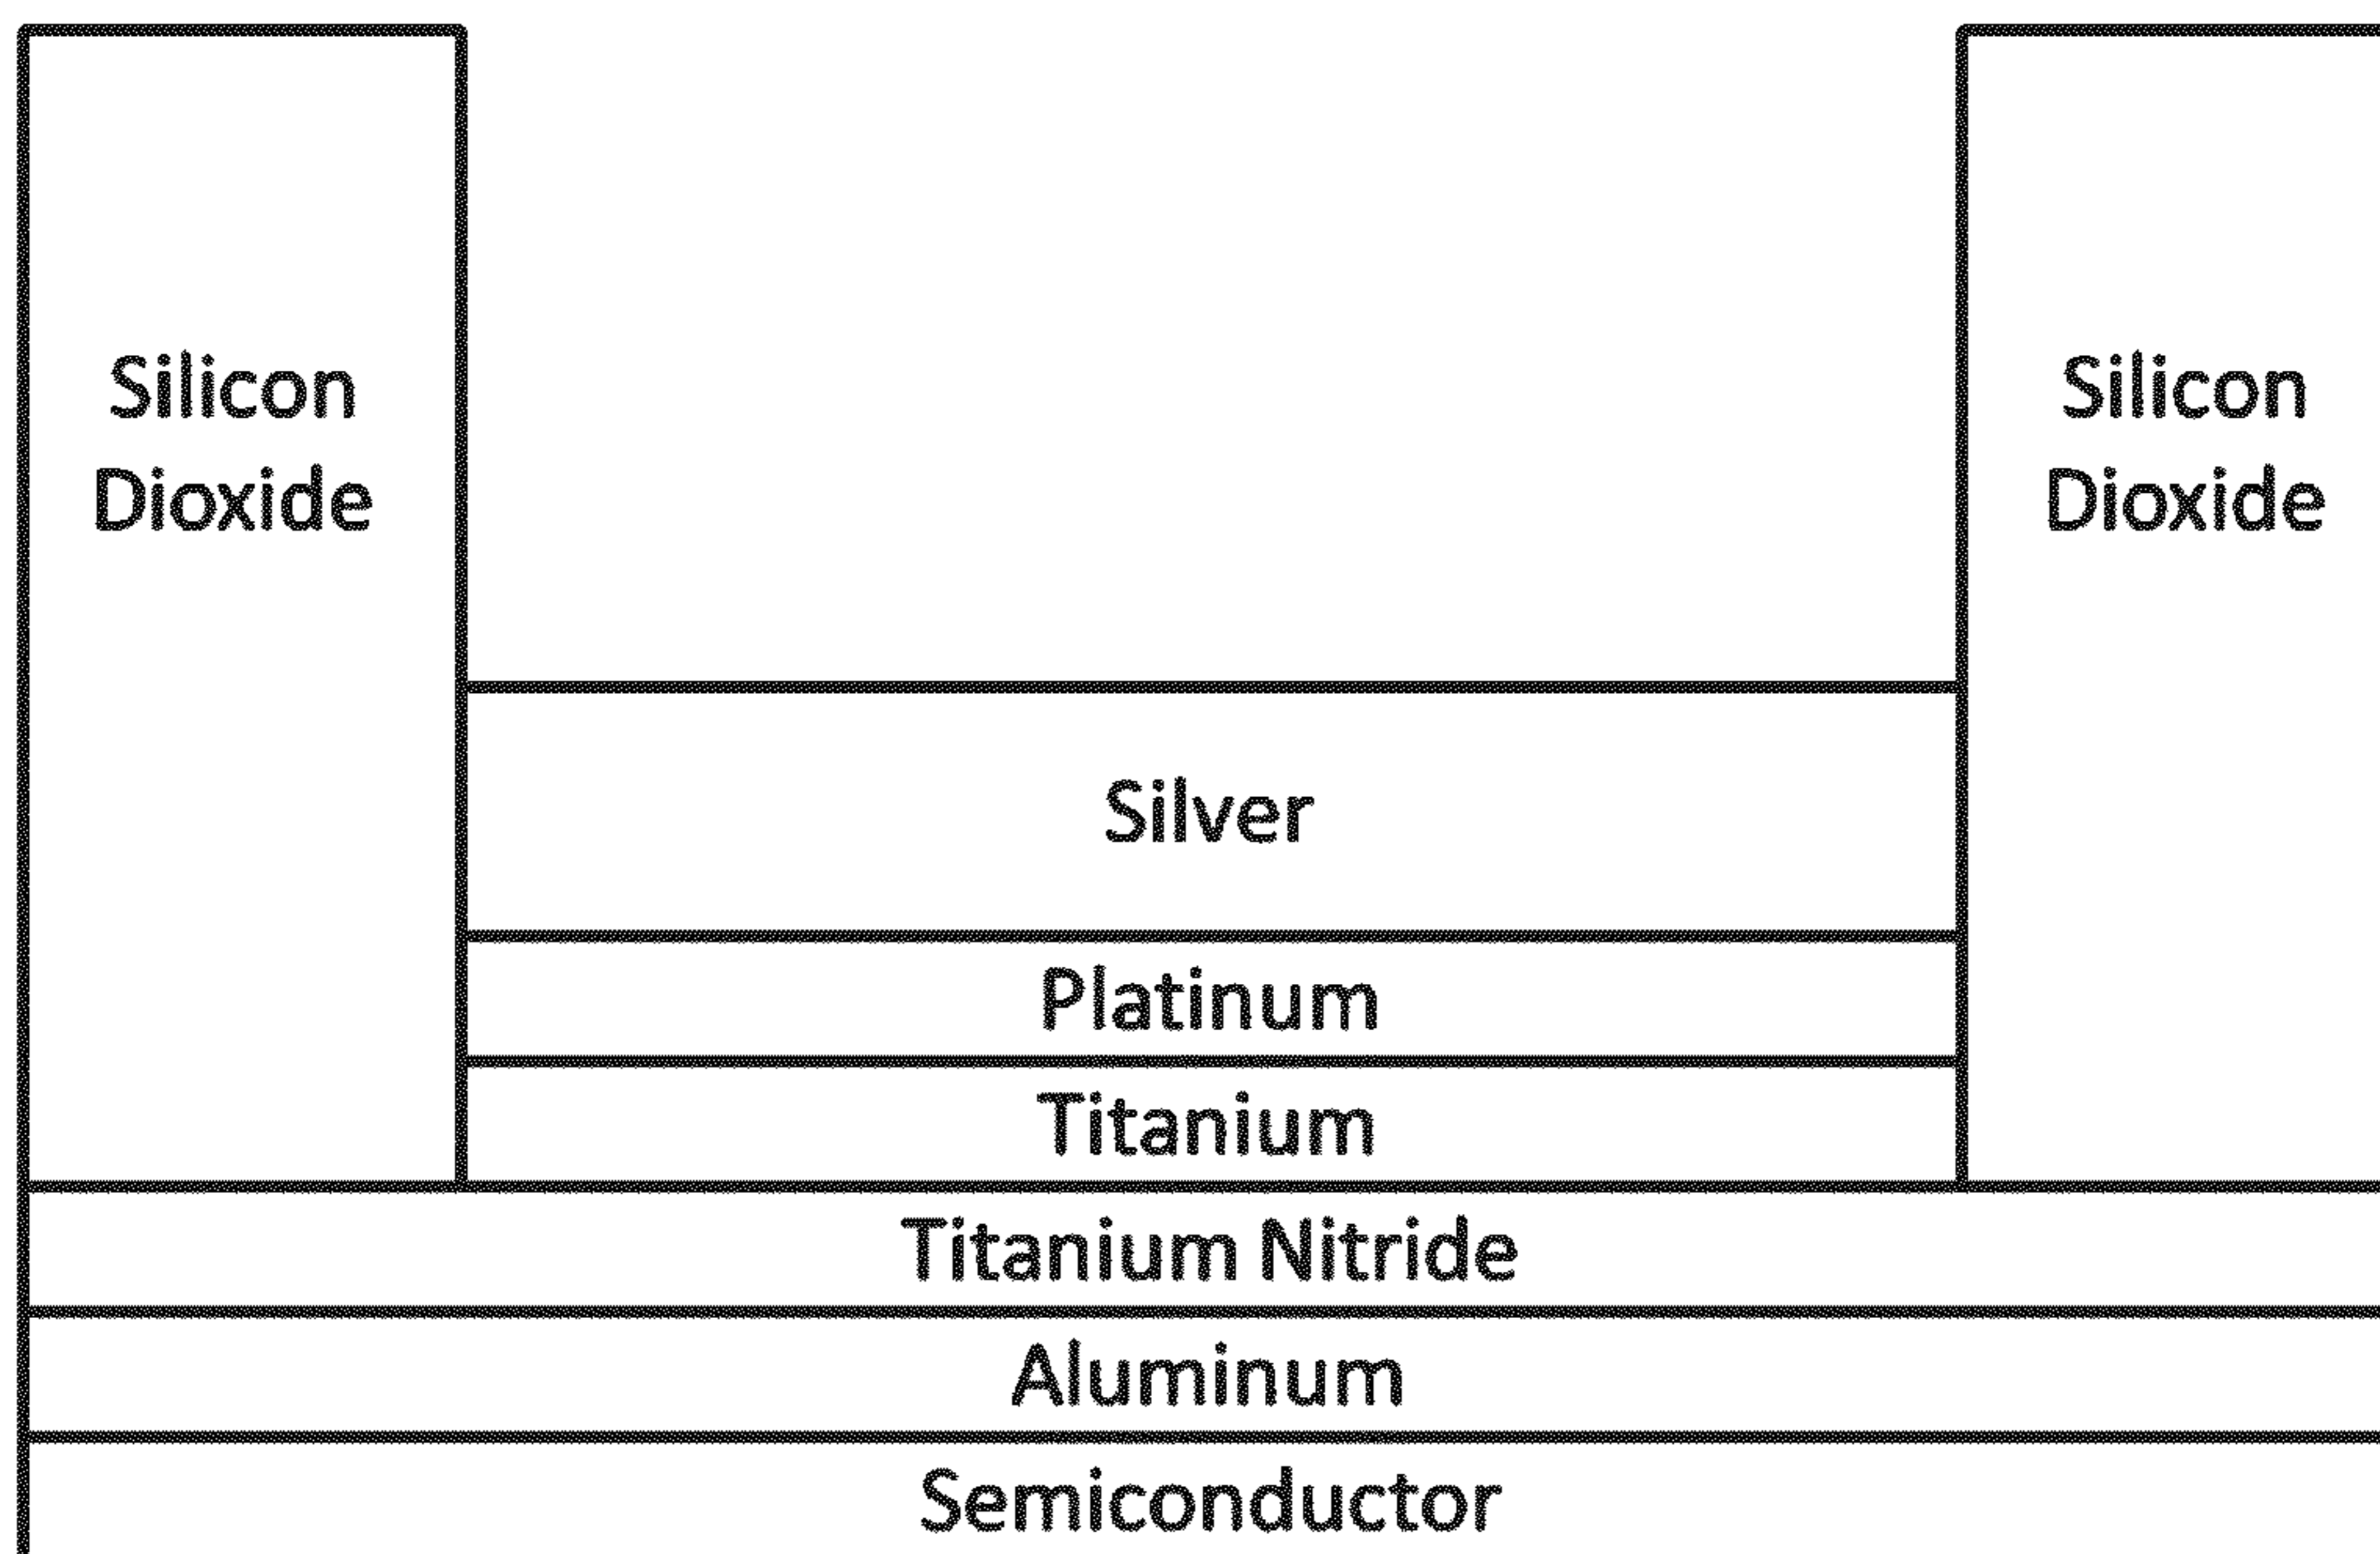 Silicon
Dioxide
Silicon
Dioxide
Silver
Platinum
Titanium
Titanium Nitride
Aluminum
Semiconductor